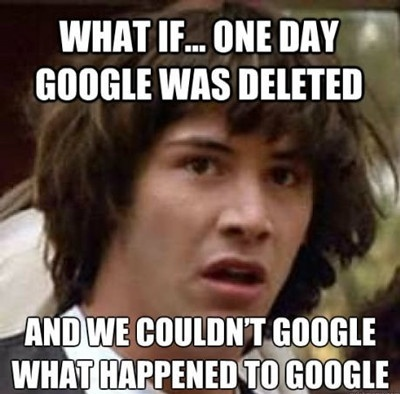 WHAT IF... ONE DAY
GOOGLE WAS DELETED
AND WE COULDN'T GOOGLE
WHAT HAPPENED TO GOOGLE